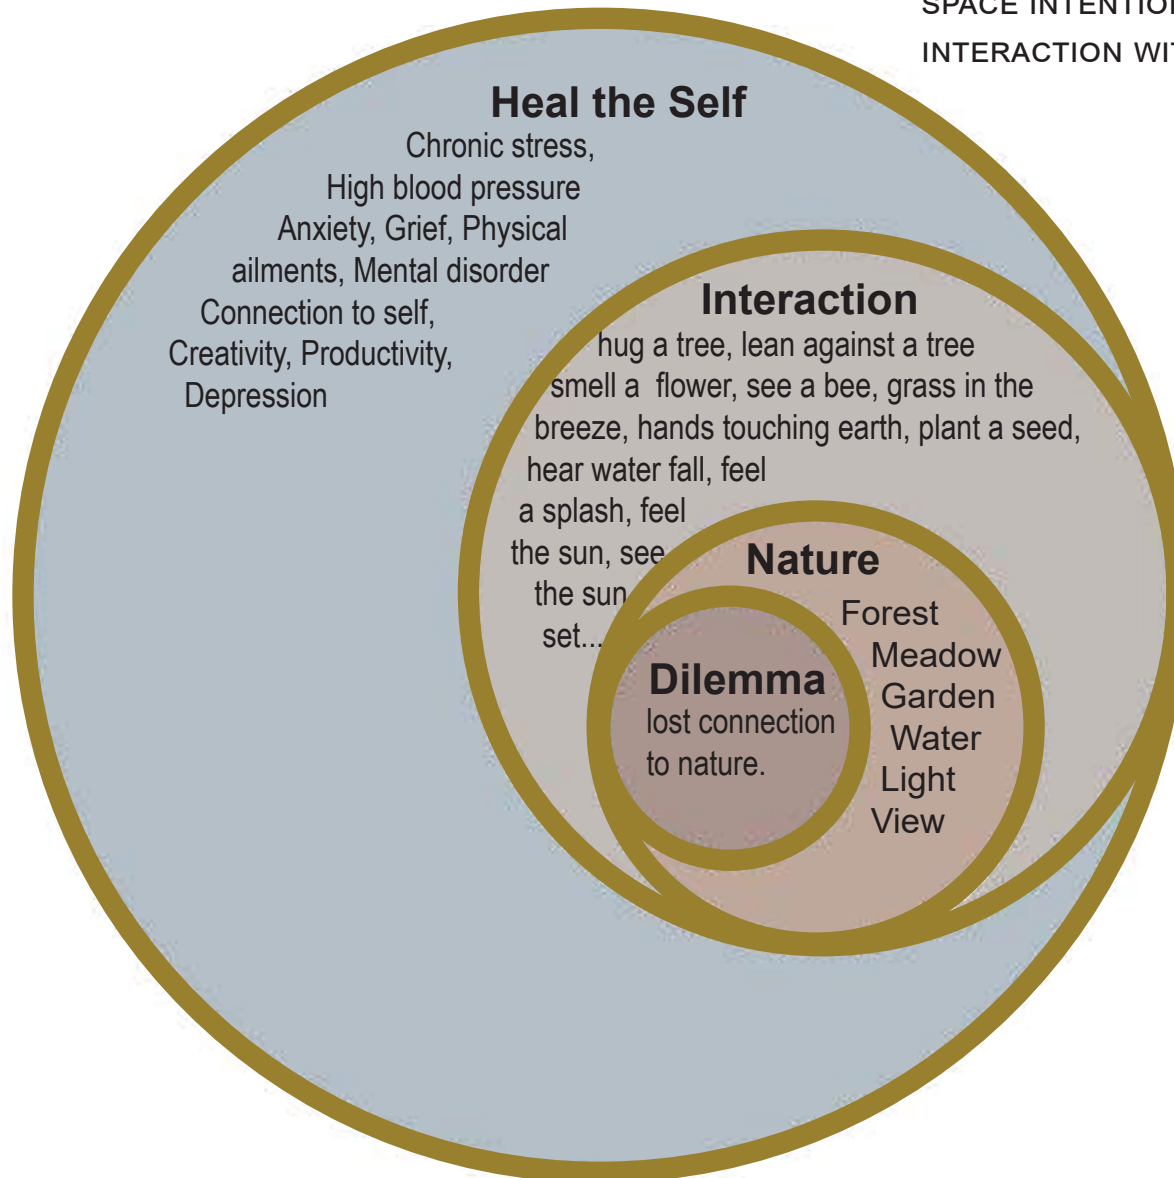 SPACE INTENTION
INTERACTION WIT
Heal the Self
Chronic stress,
High blood pressure
Anxiety, Grief, Physical
ailments, Mental disorder
Connection to self,
Creativity, Productivity,
Depression
Interaction
hug a tree, lean against a tree
smell a flower, see a bee, grass in the
breeze, hands touching earth, plant a seed,
hear water fall, feel
a splash, feel
the sun, see
the sun
set...
Nature
Forest
Meadow
Garden
Water
Light
View
Dilemma
lost connection
to nature.